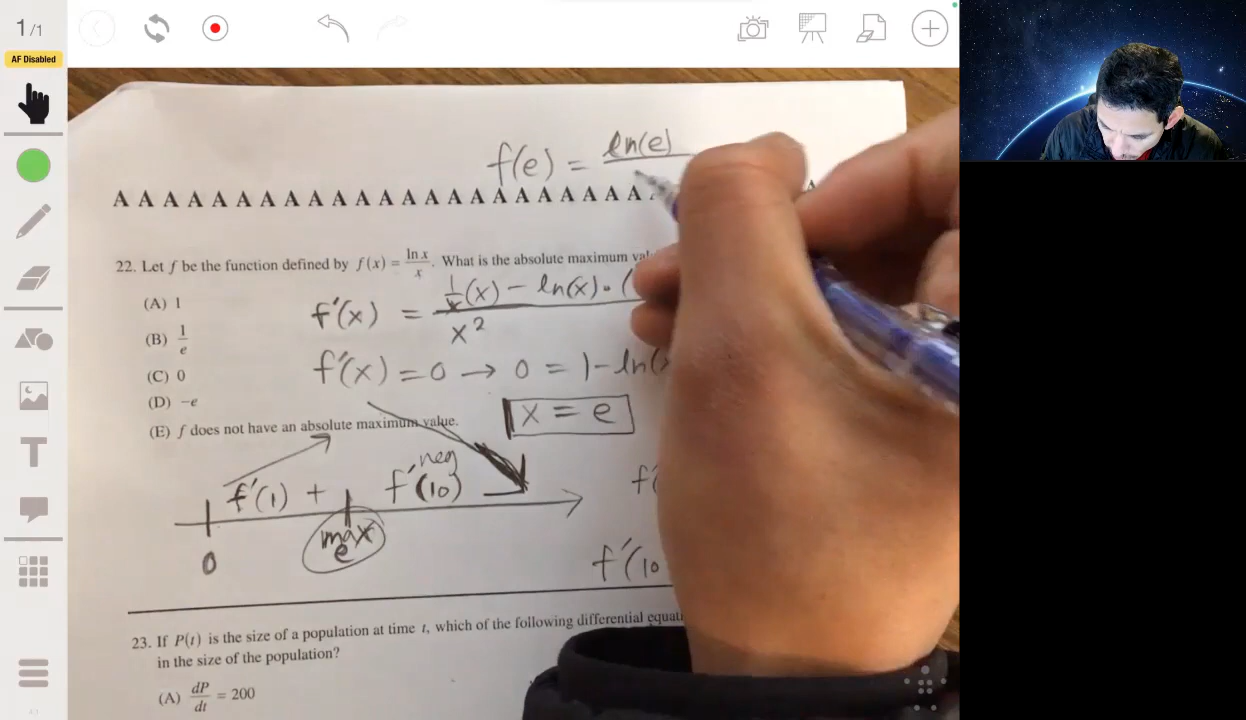 1/1
AF Disabled
T
f(e) = ln(e)
A A A A A A A A A A A A A A A A A A A A A A
22. Let f be the function defined by f(x) = ln x / x. What is the absolute maximum
(A) 1
f'(x) = 1/x (x) − ln(x) · ( / x²
(B) 1/e
(C) 0
f'(x) = 0 → 0 = 1 − ln(
(D) −e
x = e
(E) f does not have an absolute maximum value.
neg
f'(1) + f'(10)
f'
max
0 e
f'(10
23. If P(t) is the size of a population at time t, which of the following differential
in the size of the population?
(A) dP/dt = 200